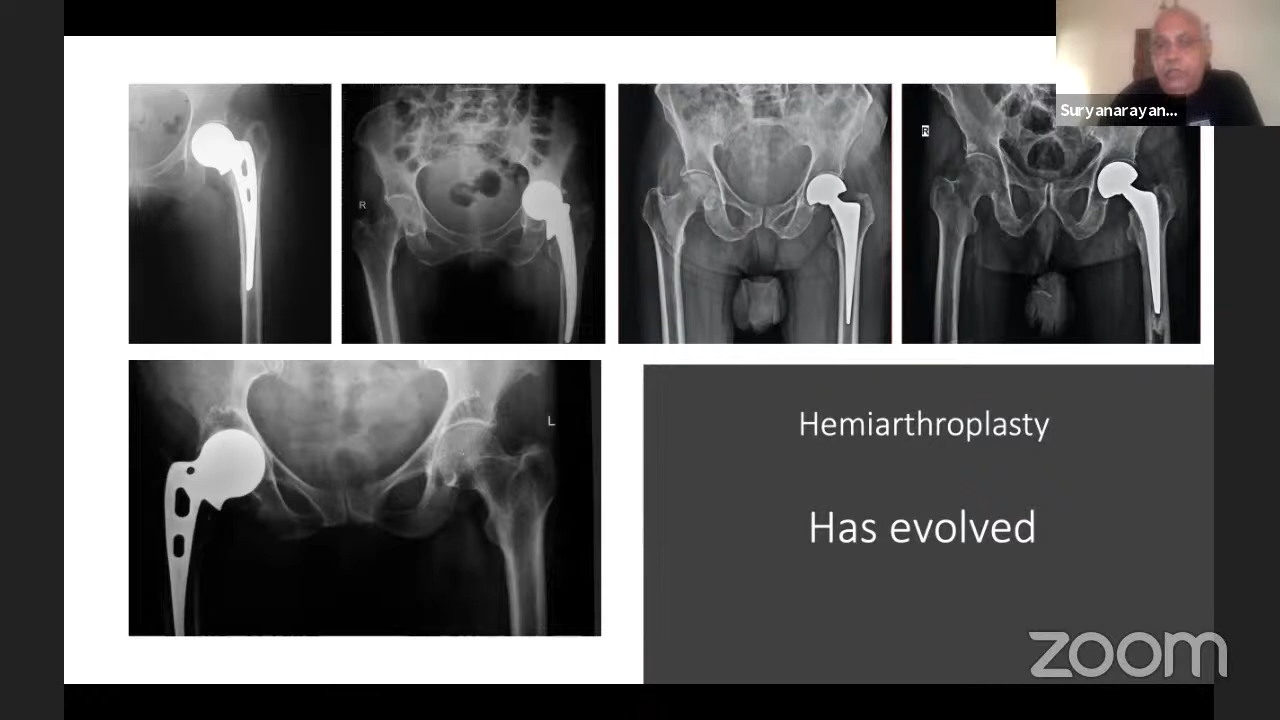 Suryanarayan...
R
R
L
Hemiarthroplasty
Has evolved
zoom